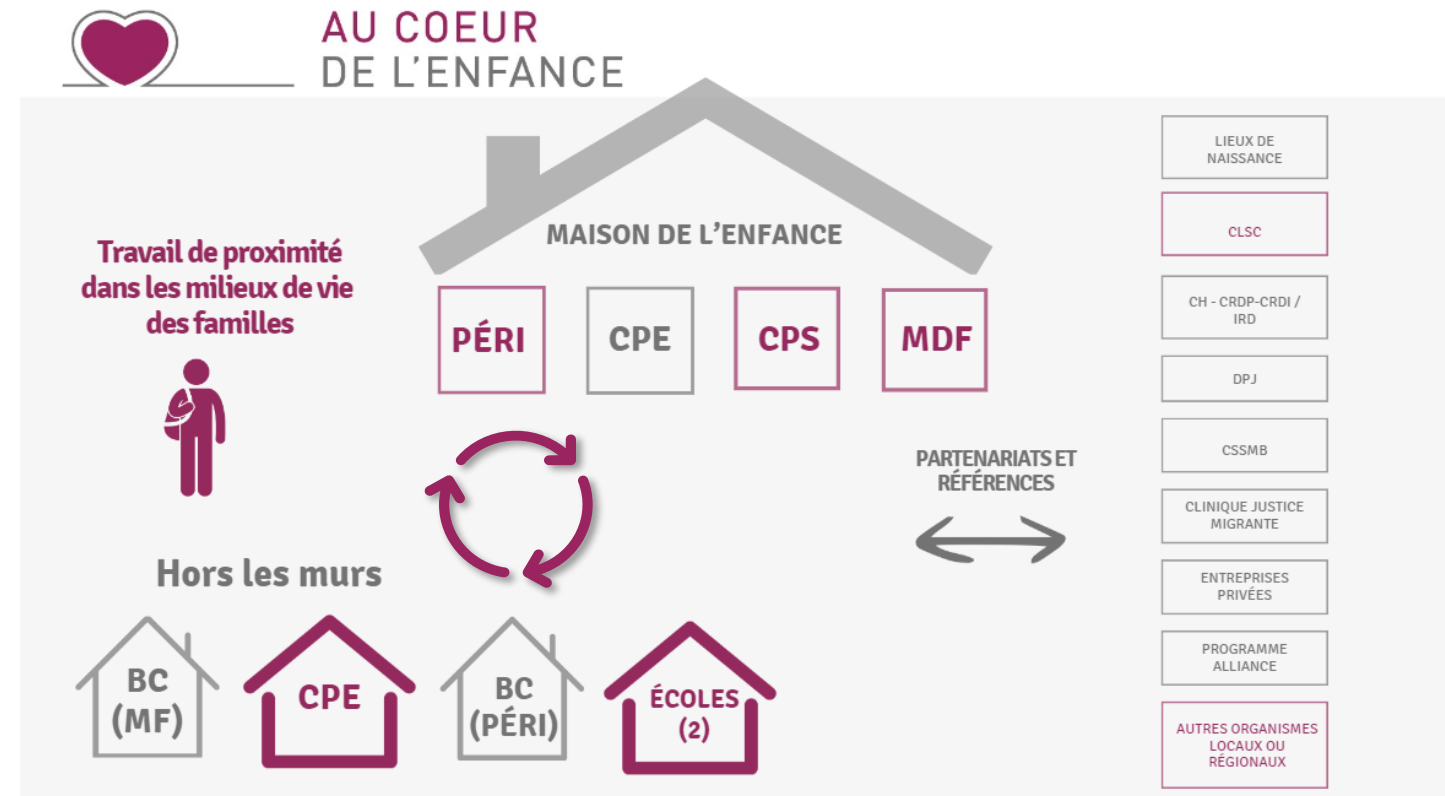 AU COEUR
DE L'ENFANCE
MAISON DE L'ENFANCE
Travail de proximité
dans les milieux de vie
des familles
PÉRI
CPE
CPS
MDF
PARTENARIATS ET
RÉFÉRENCES
Hors les murs
BC
(MF)
CPE
BC
(PÉRI)
ÉCOLES
(2)
LIEUX DE
NAISSANCE
CLSC
CH - CRDP-CRDI /
IRD
DPJ
CSSMB
CLINIQUE JUSTICE
MIGRANTE
ENTREPRISES
PRIVÉES
PROGRAMME
ALLIANCE
AUTRES ORGANISMES
LOCAUX OU
RÉGIONAUX